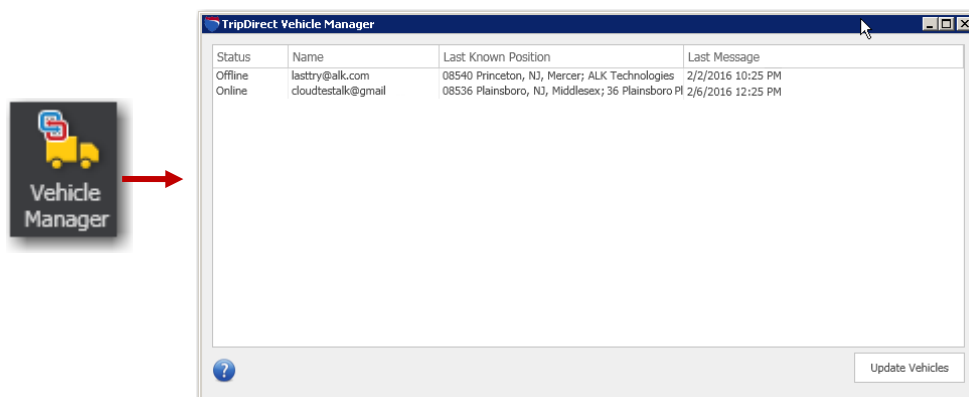 TripDirect Vehicle Manager
Status Name Last Known Position Last Message
Offline lasttry@alk.com 08540 Princeton, NJ, Mercer; ALK Technologies 2/2/2016 10:25 PM
Online cloudtestalk@gmail 08536 Plainsboro, NJ, Middlesex; 36 Plainsboro Pl 2/6/2016 12:25 PM
Vehicle
Manager
?
Update Vehicles